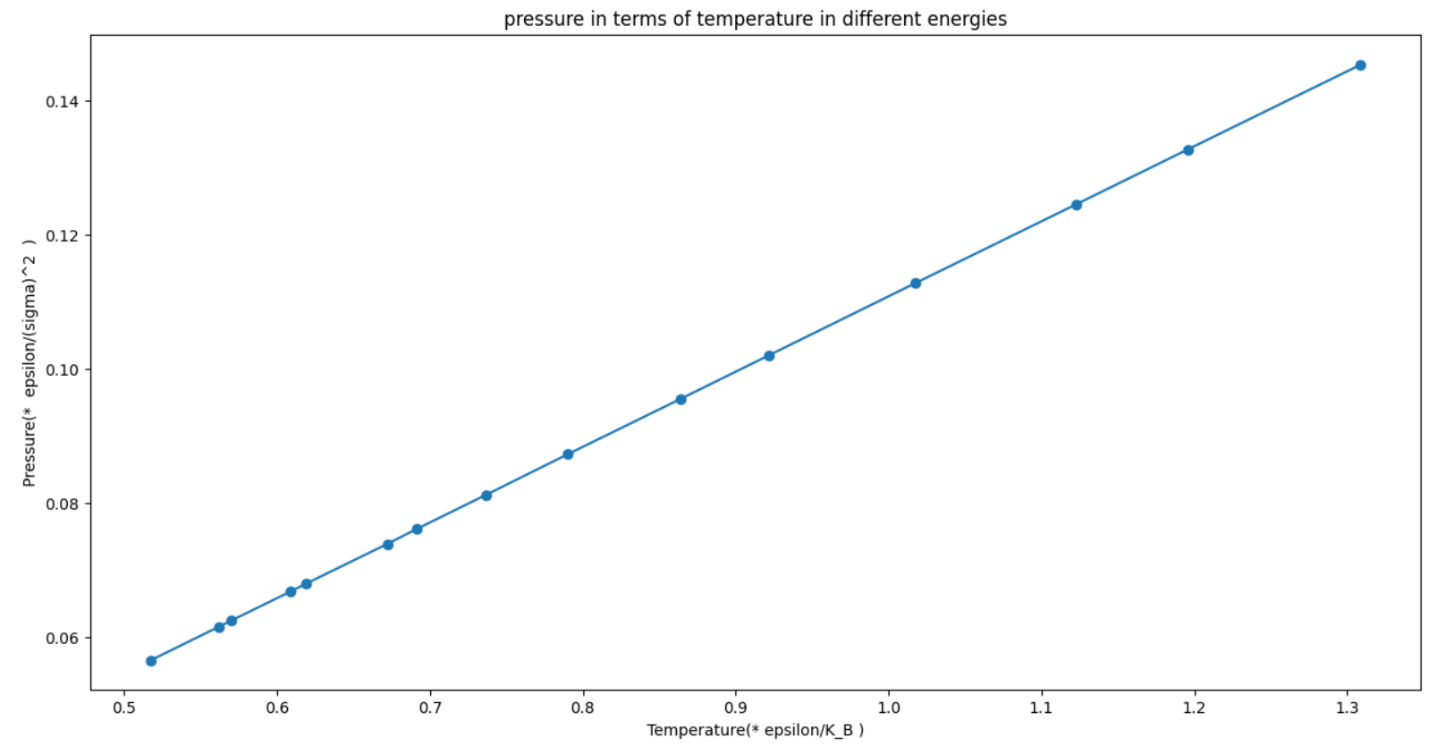 pressure in terms of temperature in different energies
Pressure(*  epsilon/(sigma)^2  )
0.14
0.12
0.10
0.08
0.06
0.5 0.6 0.7 0.8 0.9 1.0 1.1 1.2 1.3
Temperature(* epsilon/K_B )